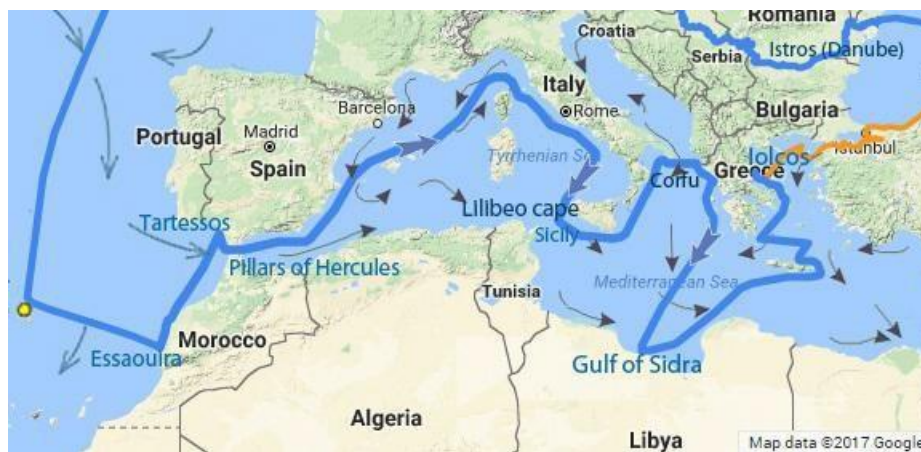 Romania
Croatia
Serbia
Istros (Danube)
Italy
Barcelona
Rome
Bulgaria
Portugal
Madrid
Spain
Istanbul
Tyrrhenian Se
Greece
Iolcos
Corfu
Tartessos
Lilibeo cape
Sicily
Pillars of Hercules
Mediterranean Sea
Tunisia
Essaouira
Morocco
Gulf of Sidra
Algeria
Libya
Map data ©2017 Google